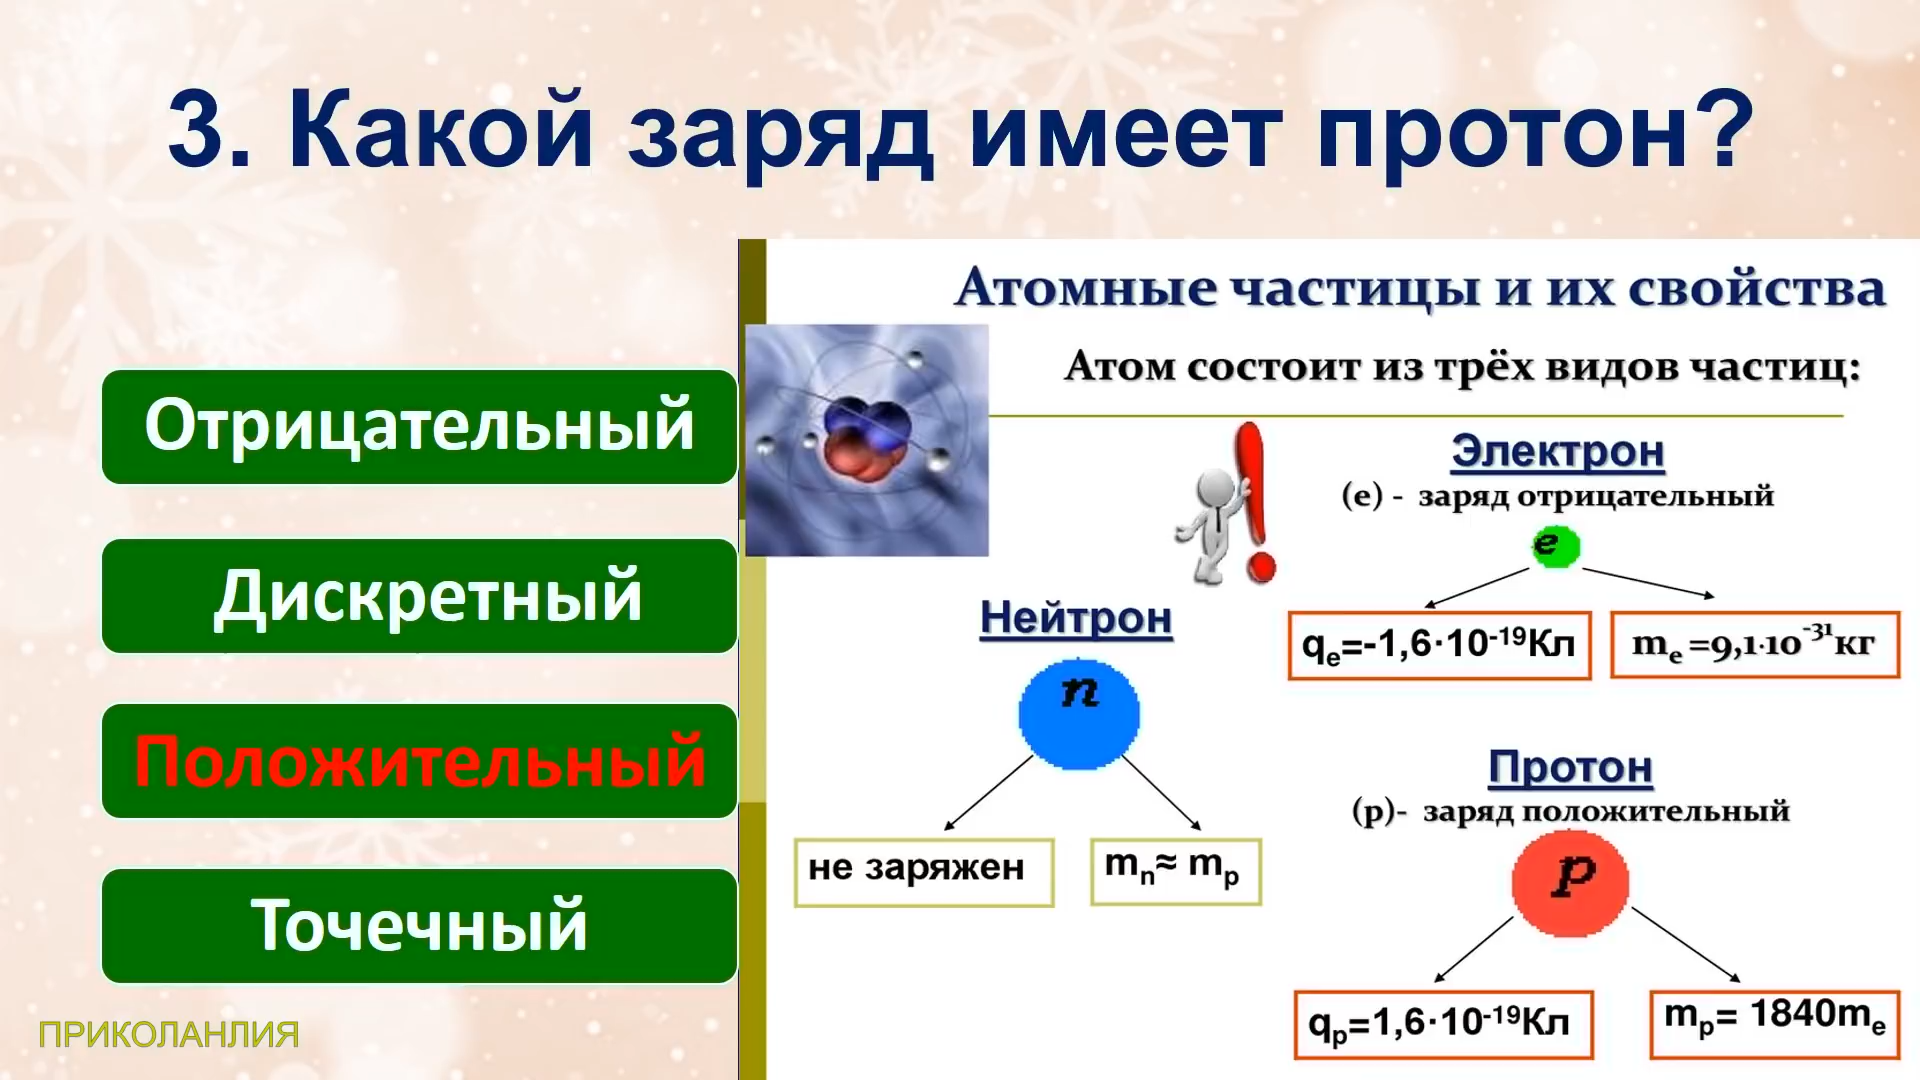 3. Какой заряд имеет протон?
Отрицательный
Дискретный
Положительный
Точечный
ПРИКОЛАНЛИЯ
Атомные частицы и их свойства
Атом состоит из трёх видов частиц:
Электрон
(e) - заряд отрицательный
e
qₑ=-1,6·10⁻¹⁹Кл
mₑ=9,1·10⁻³¹кг
Нейтрон
n
не заряжен
mₙ≈ mₚ
Протон
(p)- заряд положительный
p
qₚ=1,6·10⁻¹⁹Кл
mₚ= 1840mₑ